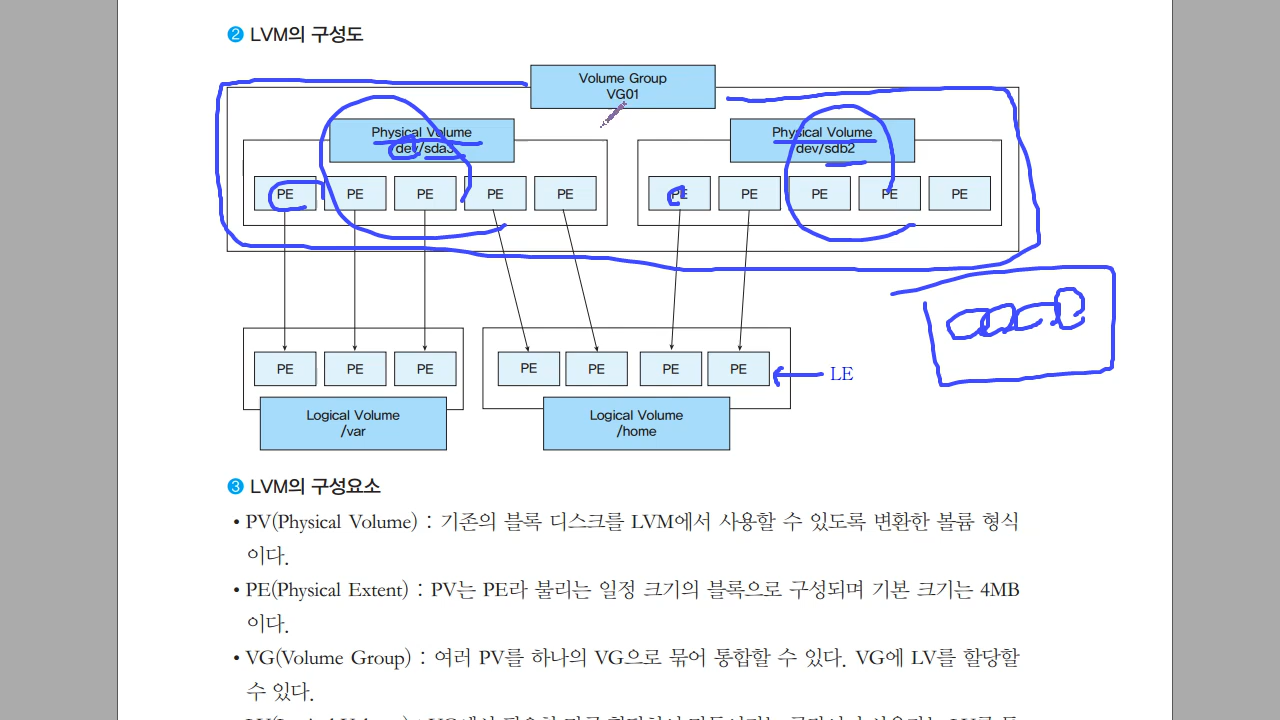 ❷ LVM의 구성도
Volume Group
VG01
Physical Volume
dev/sda3
Physical Volume
dev/sdb2
PE PE PE PE PE PE PE PE PE PE
PE PE PE PE PE PE PE
LE
Logical Volume
/var
Logical Volume
/home
❸ LVM의 구성요소
• PV(Physical Volume) : 기존의 블록 디스크를 LVM에서 사용할 수 있도록 변환한 볼륨 형식
이다.
• PE(Physical Extent) : PV는 PE라 불리는 일정 크기의 블록으로 구성되며 기본 크기는 4MB
이다.
• VG(Volume Group) : 여러 PV를 하나의 VG으로 묶어 통합할 수 있다. VG에 LV를 할당할
수 있다.